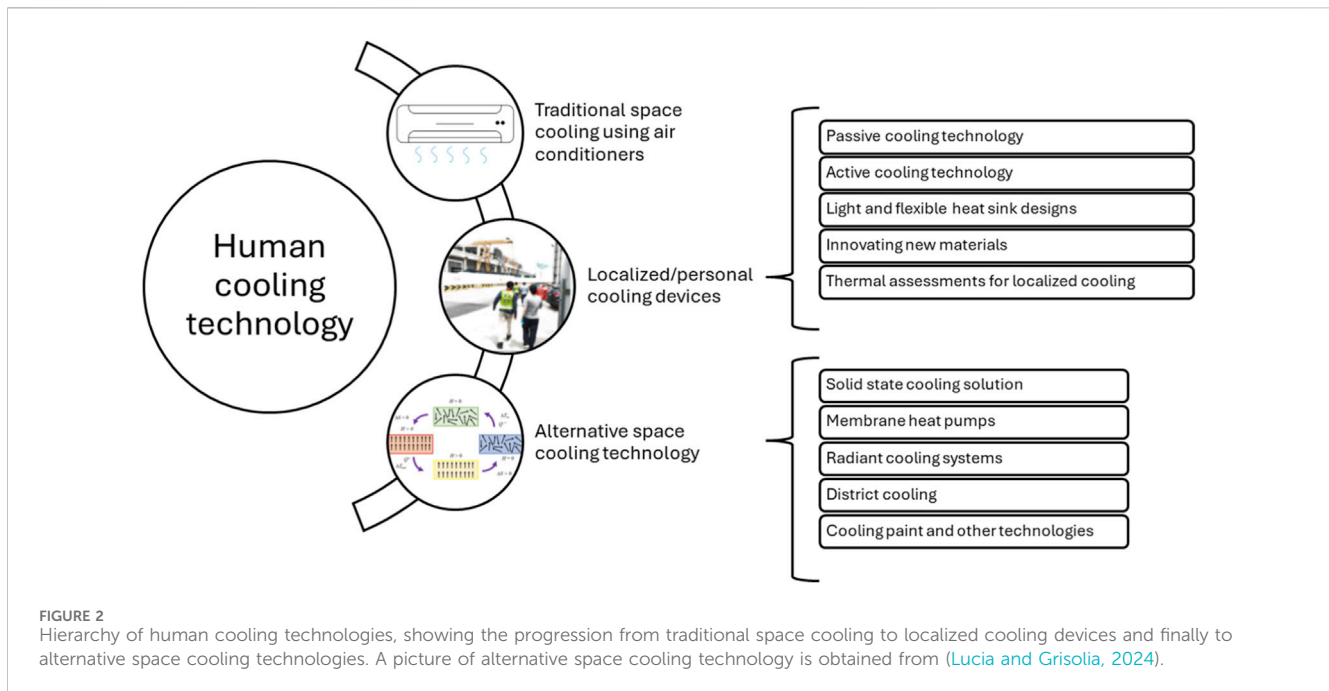 Human
cooling
technology
Traditional space
cooling using air
conditioners
Localized/personal
cooling devices
Passive cooling technology
Active cooling technology
Light and flexible heat sink designs
Innovating new materials
Thermal assessments for localized cooling
Alternative space
cooling technology
Solid state cooling solution
Membrane heat pumps
Radiant cooling systems
District cooling
Cooling paint and other technologies
FIGURE 2
Hierarchy of human cooling technologies, showing the progression from traditional space cooling to localized cooling devices and finally to
alternative space cooling technologies. A picture of alternative space cooling technology is obtained from (Lucia and Grisolia, 2024).